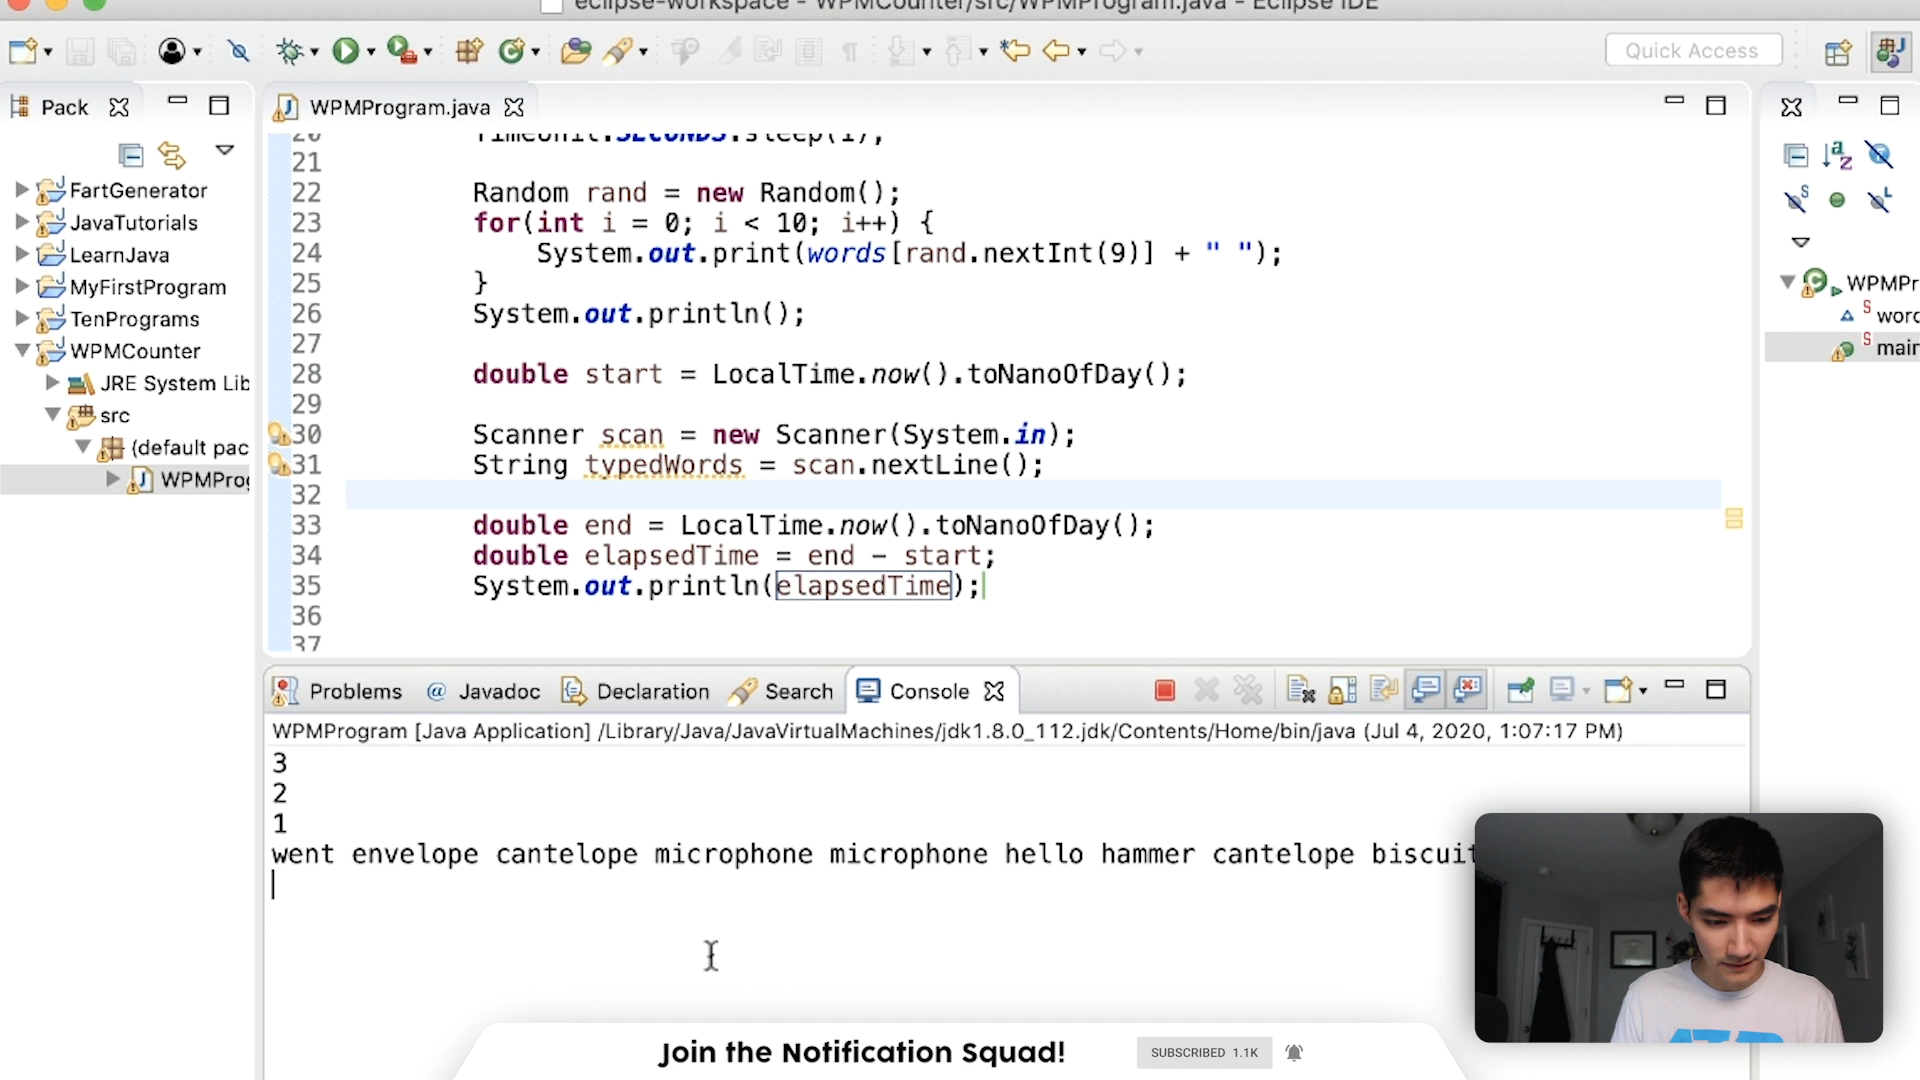 eclipse-workspace - WPMCounter/src/WPMProgram.java - Eclipse IDE
Quick Access
Pack
WPMProgram.java
FartGenerator
JavaTutorials
LearnJava
MyFirstProgram
TenPrograms
WPMCounter
JRE System Lib
src
(default pac
WPMProg
20 TimeUnit.SECONDS.sleep(1);
21
22 Random rand = new Random();
23 for(int i = 0; i < 10; i++) {
24 System.out.print(words[rand.nextInt(9)] + " ");
25 }
26 System.out.println();
27
28 double start = LocalTime.now().toNanoOfDay();
29
30 Scanner scan = new Scanner(System.in);
31 String typedWords = scan.nextLine();
32
33 double end = LocalTime.now().toNanoOfDay();
34 double elapsedTime = end - start;
35 System.out.println(elapsedTime);
36
37
WPMPr
word
main
Problems @ Javadoc Declaration Search Console
WPMProgram [Java Application] /Library/Java/JavaVirtualMachines/jdk1.8.0_112.jdk/Contents/Home/bin/java (Jul 4, 2020, 1:07:17 PM)
3
2
1
went envelope cantelope microphone microphone hello hammer cantelope biscuit
Join the Notification Squad!
SUBSCRIBED 1.1K